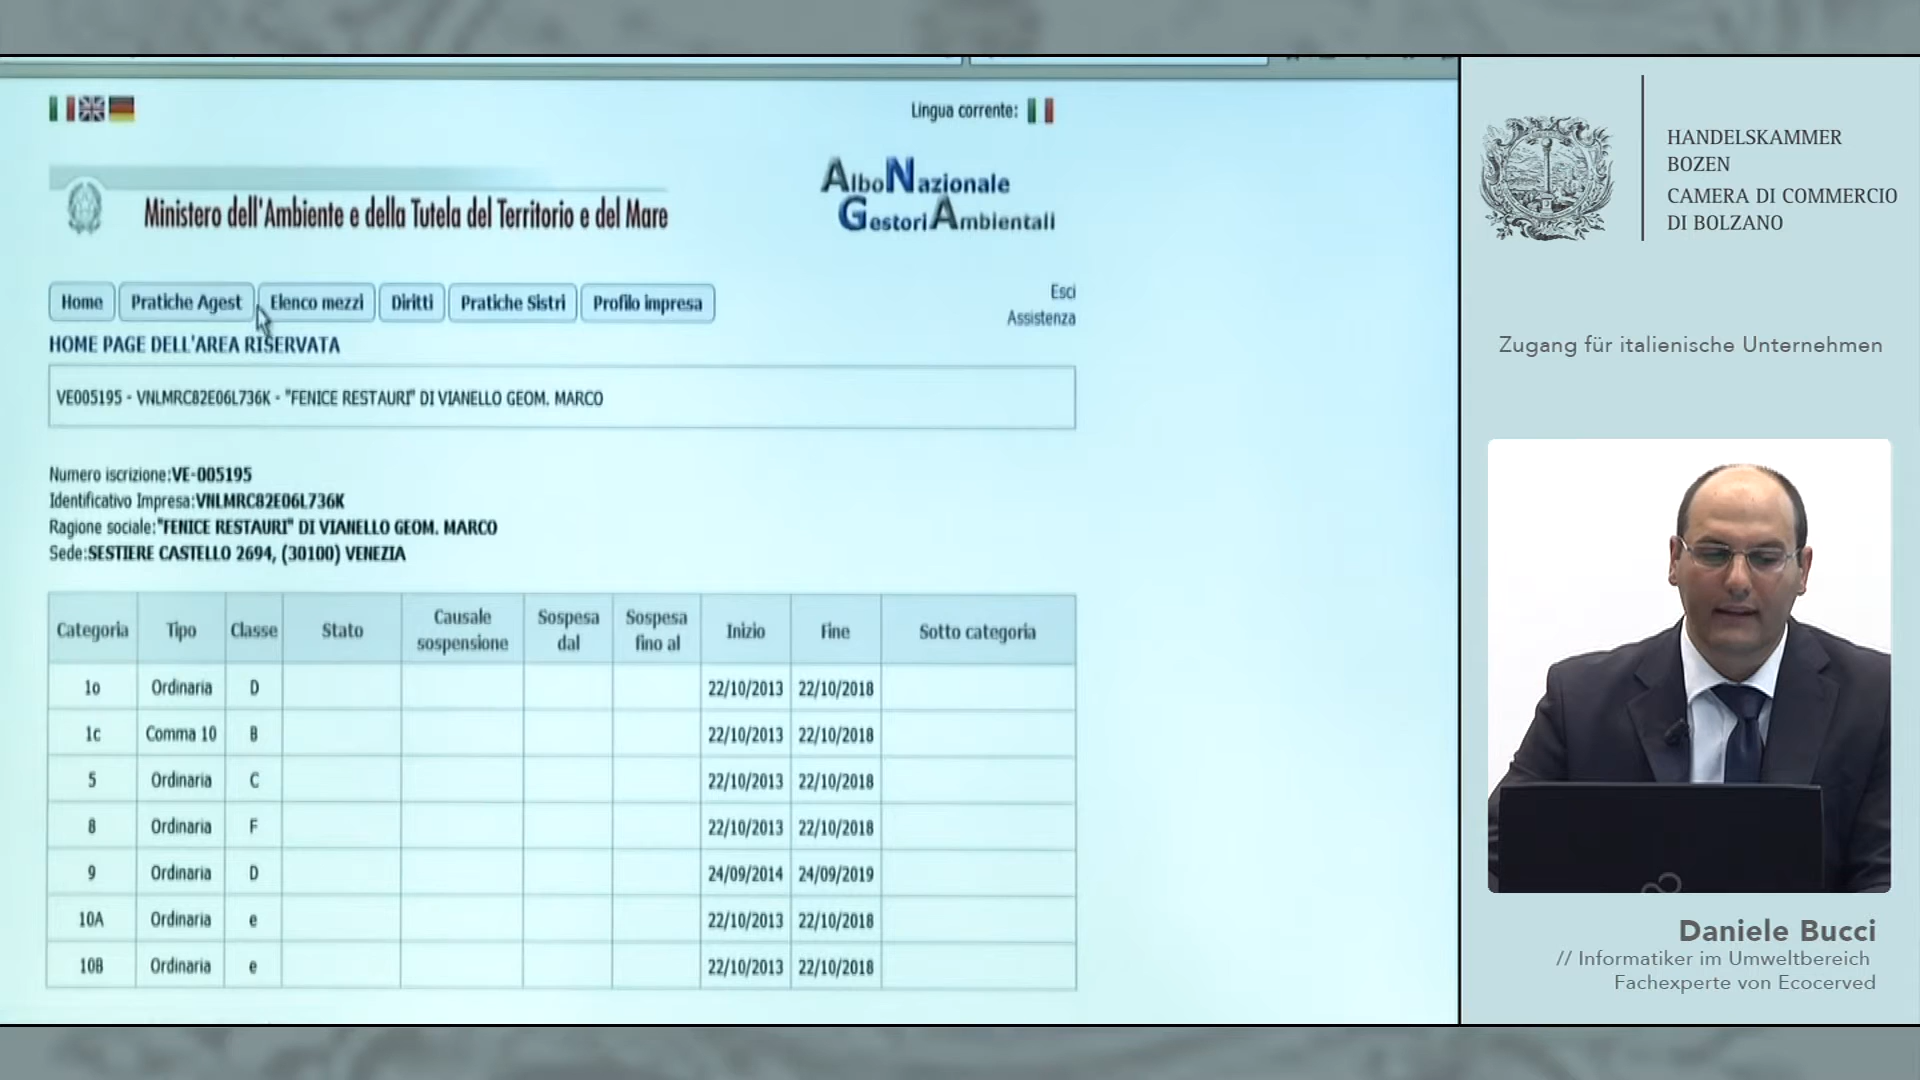 Lingua corrente:
Ministero dell'Ambiente e della Tutela del Territorio e del Mare
AlboNazionale
GestoriAmbientali
Home Pratiche Agest Elenco mezzi Diritti Pratiche Sistri Profilo impresa
Esci
Assistenza
HOME PAGE DELL'AREA RISERVATA
VE005195 - VNLMRC82E06L736K - "FENICE RESTAURI" DI VIANELLO GEOM. MARCO
Numero iscrizione:VE-005195
Identificativo Impresa:VNLMRC82E06L736K
Ragione sociale:"FENICE RESTAURI" DI VIANELLO GEOM. MARCO
Sede:SESTIERE CASTELLO 2694, (30100) VENEZIA
Categoria Tipo Classe Stato Causale sospensione Sospesa dal Sospesa fino al Inizio Fine Sotto categoria
1o Ordinaria D 22/10/2013 22/10/2018
1c Comma 10 B 22/10/2013 22/10/2018
5 Ordinaria C 22/10/2013 22/10/2018
8 Ordinaria F 22/10/2013 22/10/2018
9 Ordinaria D 24/09/2014 24/09/2019
10A Ordinaria e 22/10/2013 22/10/2018
10B Ordinaria e 22/10/2013 22/10/2018
HANDELSKAMMER
BOZEN
CAMERA DI COMMERCIO
DI BOLZANO
Zugang für italienische Unternehmen
Daniele Bucci
// Informatiker im Umweltbereich
Fachexperte von Ecocerved